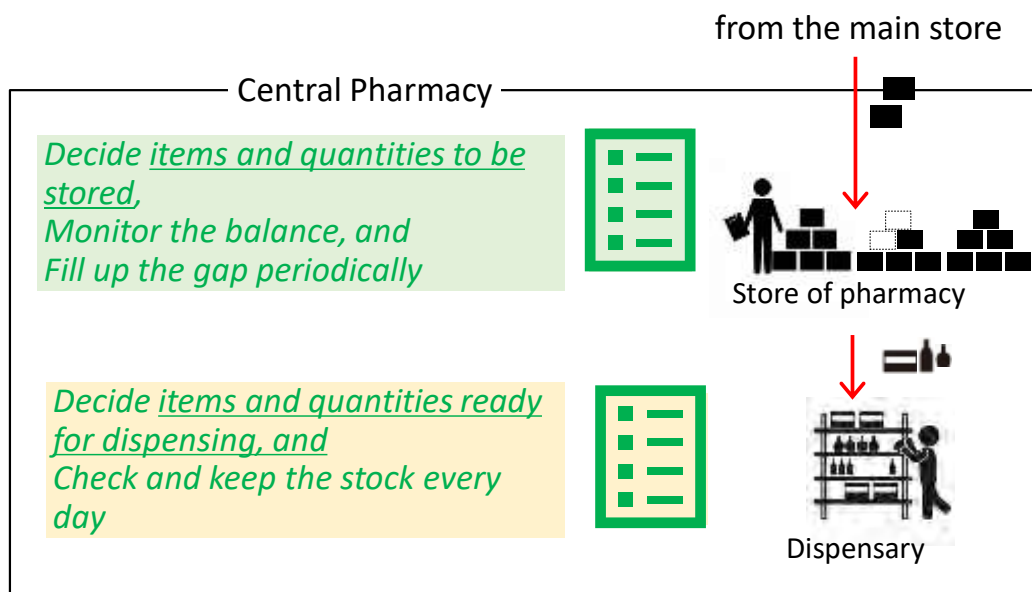 from the main store
Central Pharmacy
Decide items and quantities to be
stored,
Monitor the balance, and
Fill up the gap periodically
Store of pharmacy
Decide items and quantities ready
for dispensing, and
Check and keep the stock every
day
Dispensary